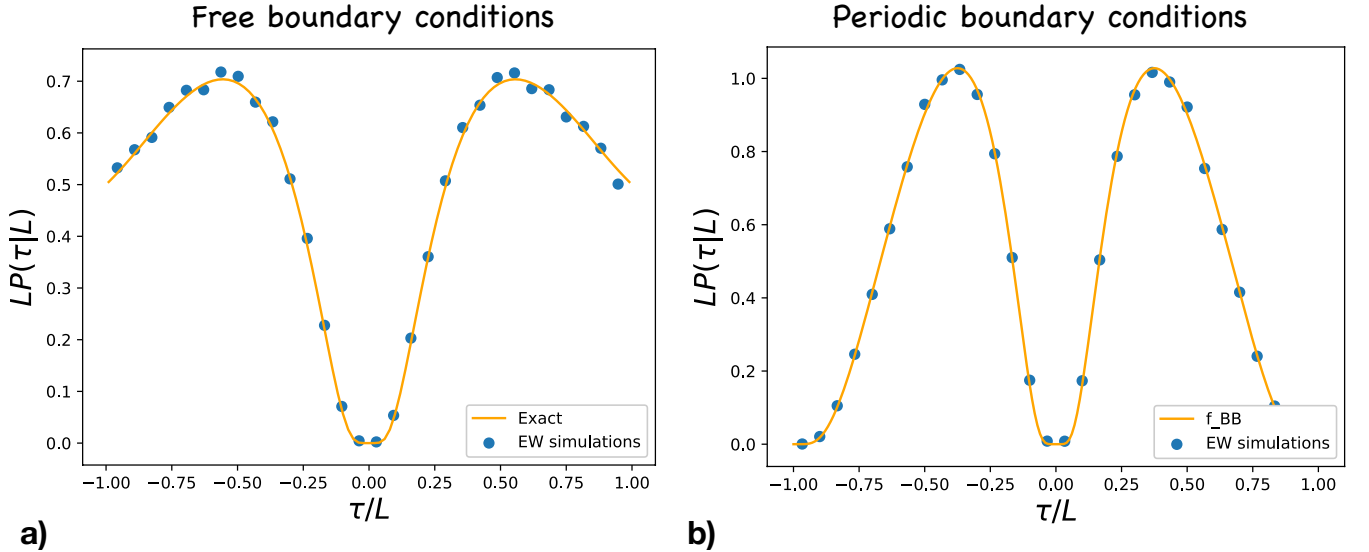 Free boundary conditions
LP(τ|L)
0.7
0.6
0.5
0.4
0.3
0.2
0.1
0.0
Exact
EW simulations
−1.00 −0.75 −0.50 −0.25 0.00 0.25 0.50 0.75 1.00
τ/L
a)
Periodic boundary conditions
LP(τ|L)
1.0
0.8
0.6
0.4
0.2
0.0
f_BB
EW simulations
−1.00 −0.75 −0.50 −0.25 0.00 0.25 0.50 0.75 1.00
τ/L
b)